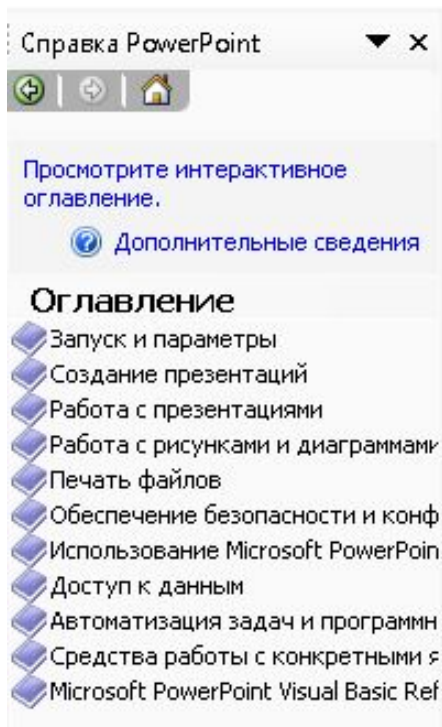 Справка PowerPoint
Просмотрите интерактивное
оглавление.
Дополнительные сведения
Оглавление
Запуск и параметры
Создание презентаций
Работа с презентациями
Работа с рисунками и диаграммами
Печать файлов
Обеспечение безопасности и конф
Использование Microsoft PowerPoin
Доступ к данным
Автоматизация задач и программн
Средства работы с конкретными я
Microsoft PowerPoint Visual Basic Ref